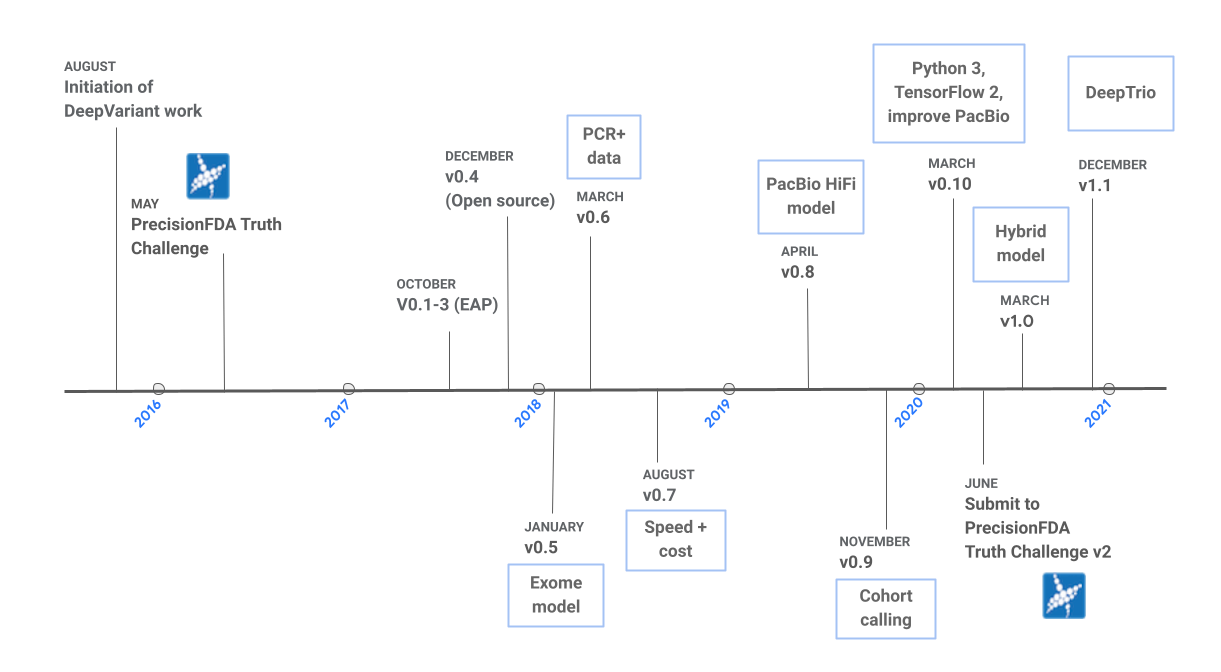 AUGUST
Initiation of
DeepVariant work
MAY
PrecisionFDA Truth
Challenge
OCTOBER
V0.1-3 (EAP)
DECEMBER
v0.4
(Open source)
PCR+
data
MARCH
v0.6
PacBio HiFi
model
APRIL
v0.8
Python 3,
TensorFlow 2,
improve PacBio
MARCH
v0.10
Hybrid
model
MARCH
v1.0
DeepTrio
DECEMBER
v1.1
2016
2017
2018
2019
2020
2021
JANUARY
v0.5
Exome
model
AUGUST
v0.7
Speed +
cost
NOVEMBER
v0.9
Cohort
calling
JUNE
Submit to
PrecisionFDA
Truth Challenge v2